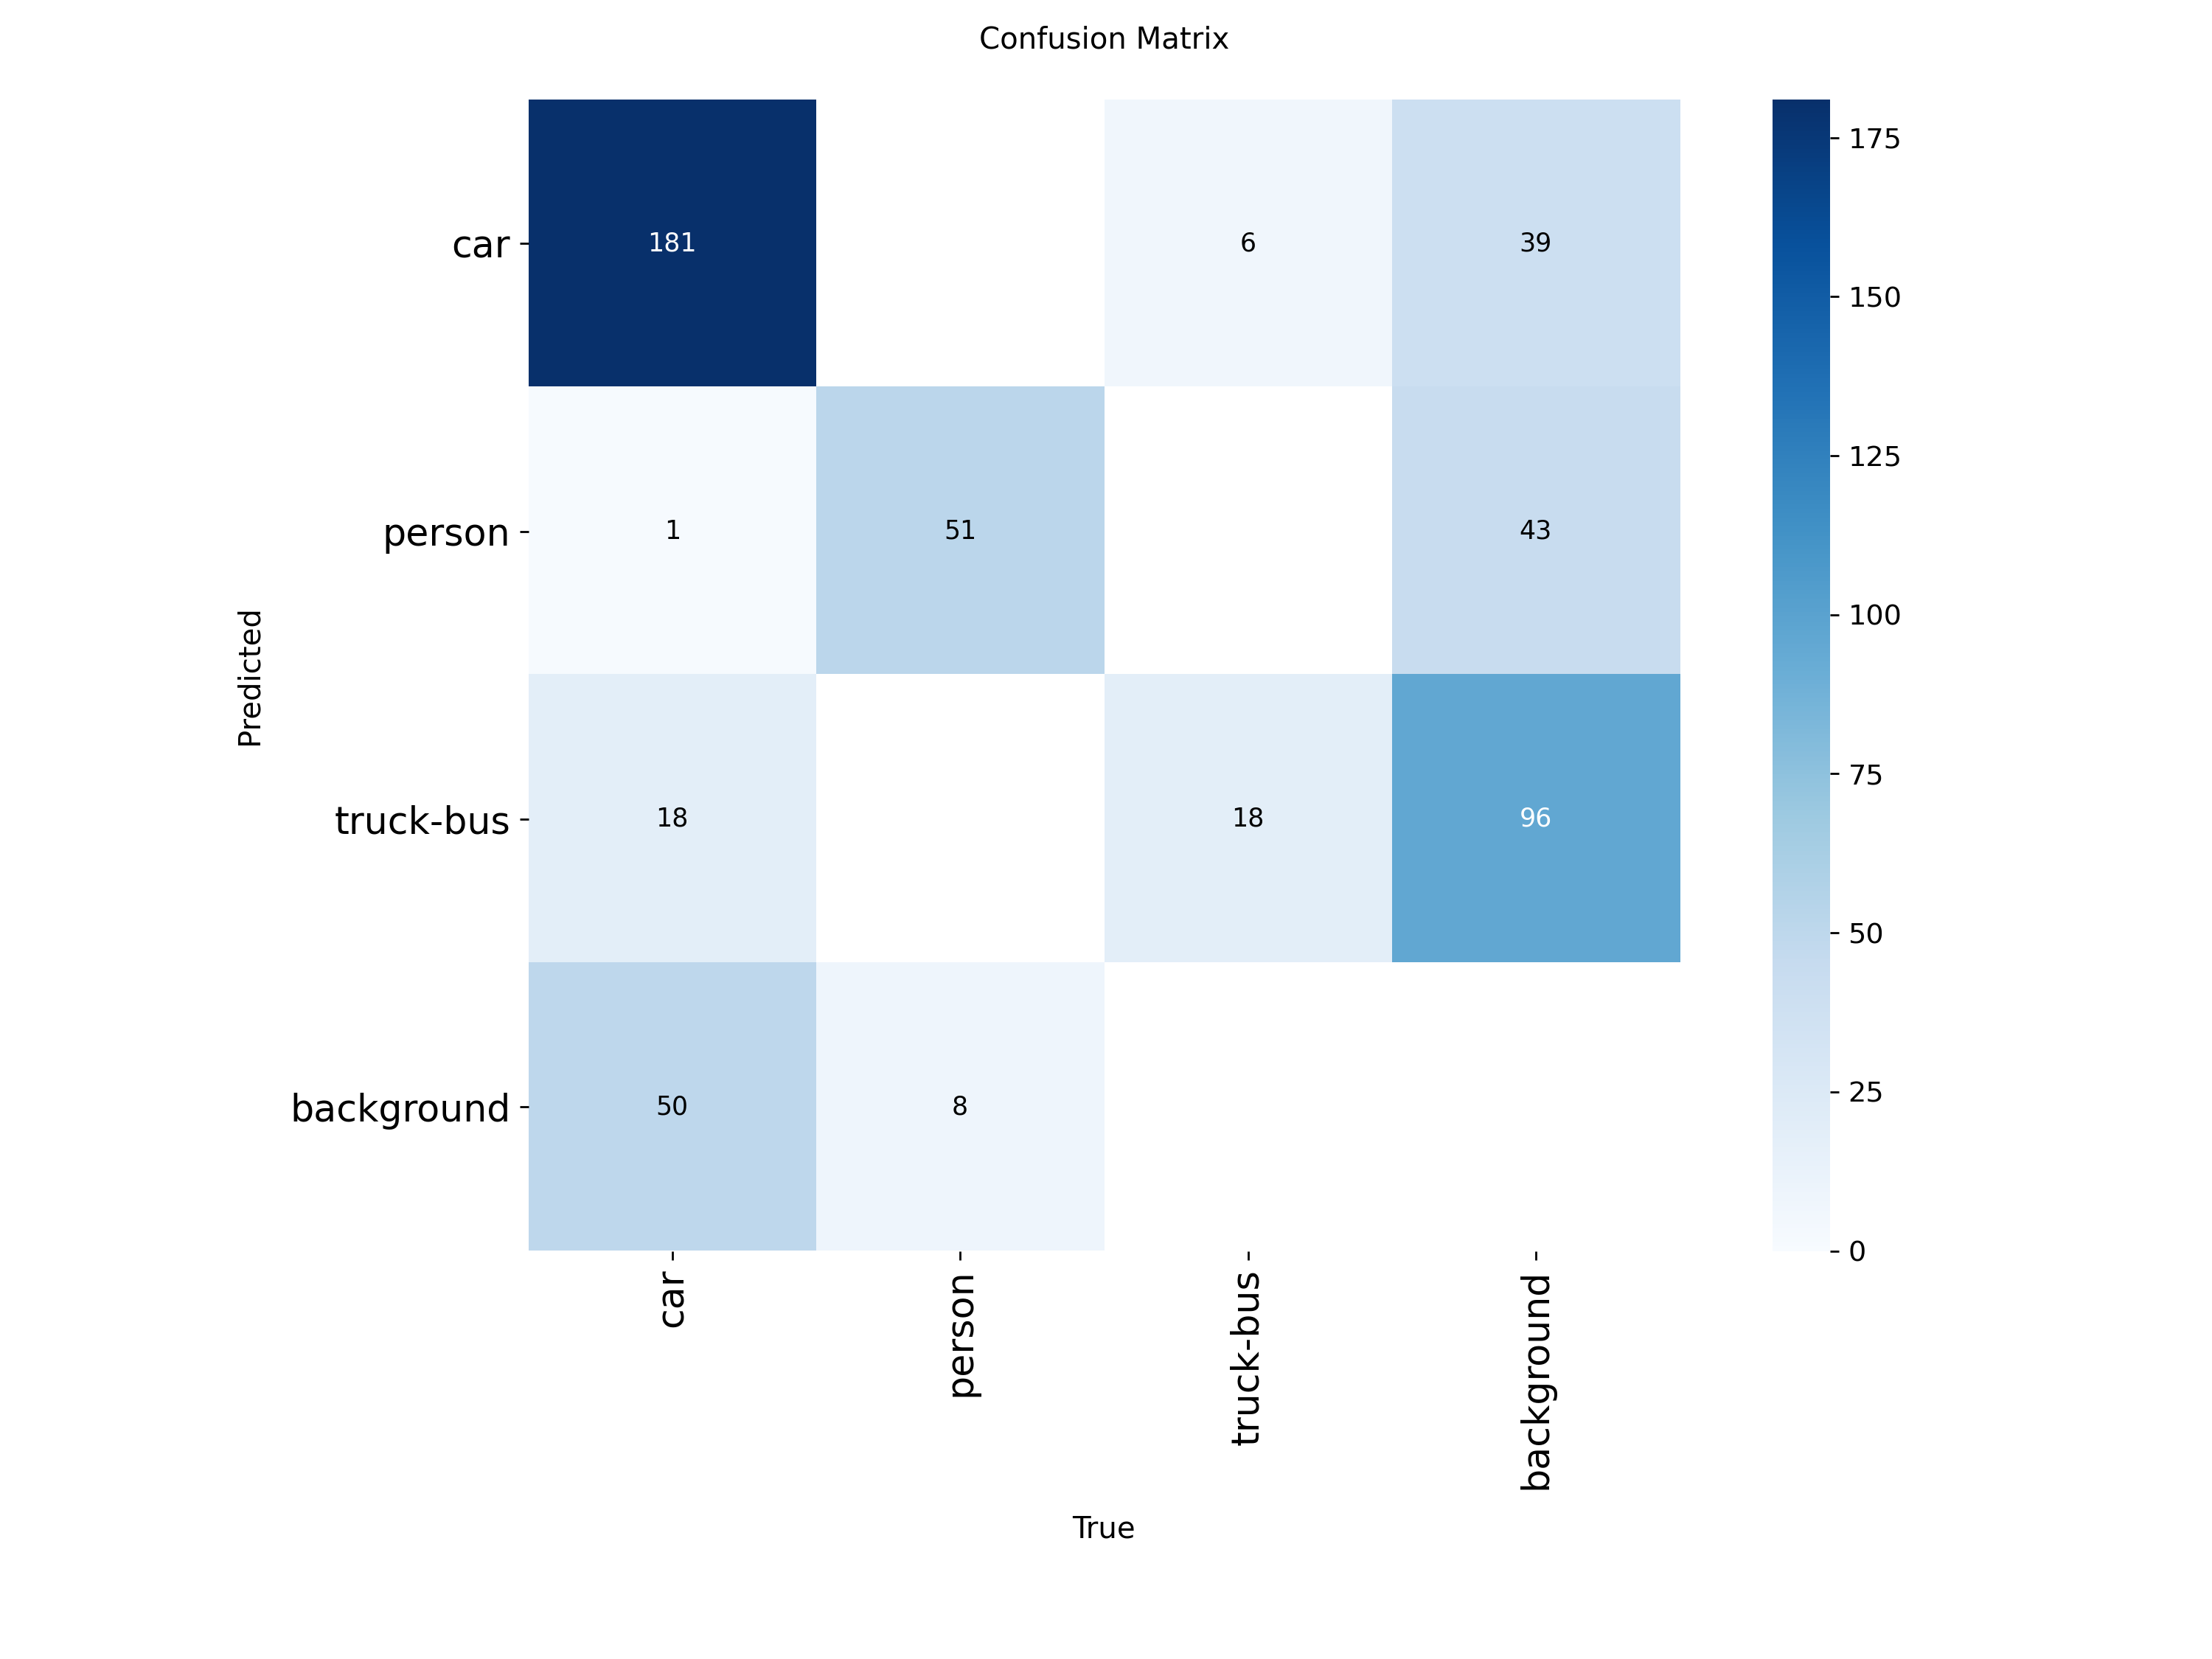 Confusion Matrix
car
181
6
39
person
1
51
43
truck-bus
18
18
96
background
50
8
Predicted
car
person
truck-bus
background
True
175
150
125
100
75
50
25
0